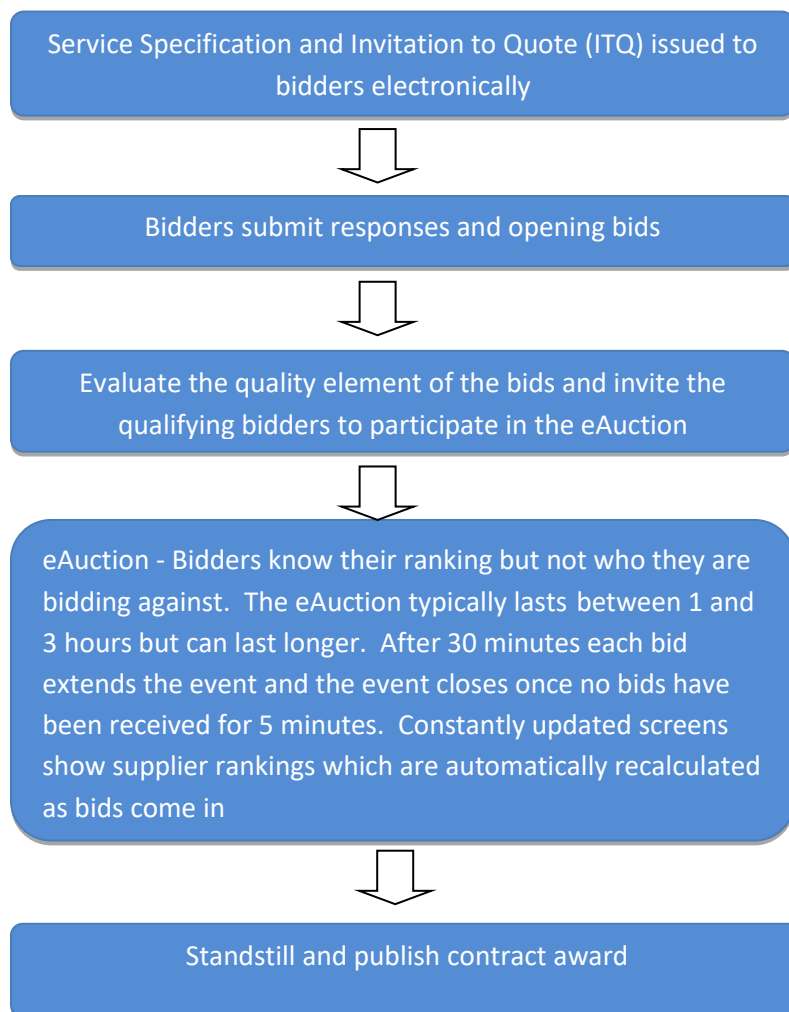 Service Specification and Invitation to Quote (ITQ) issued to
bidders electronically
Bidders submit responses and opening bids
Evaluate the quality element of the bids and invite the
qualifying bidders to participate in the eAuction
eAuction - Bidders know their ranking but not who they are
bidding against.  The eAuction typically lasts between 1 and
3 hours but can last longer.  After 30 minutes each bid
extends the event and the event closes once no bids have
been received for 5 minutes.  Constantly updated screens
show supplier rankings which are automatically recalculated
as bids come in
Standstill and publish contract award